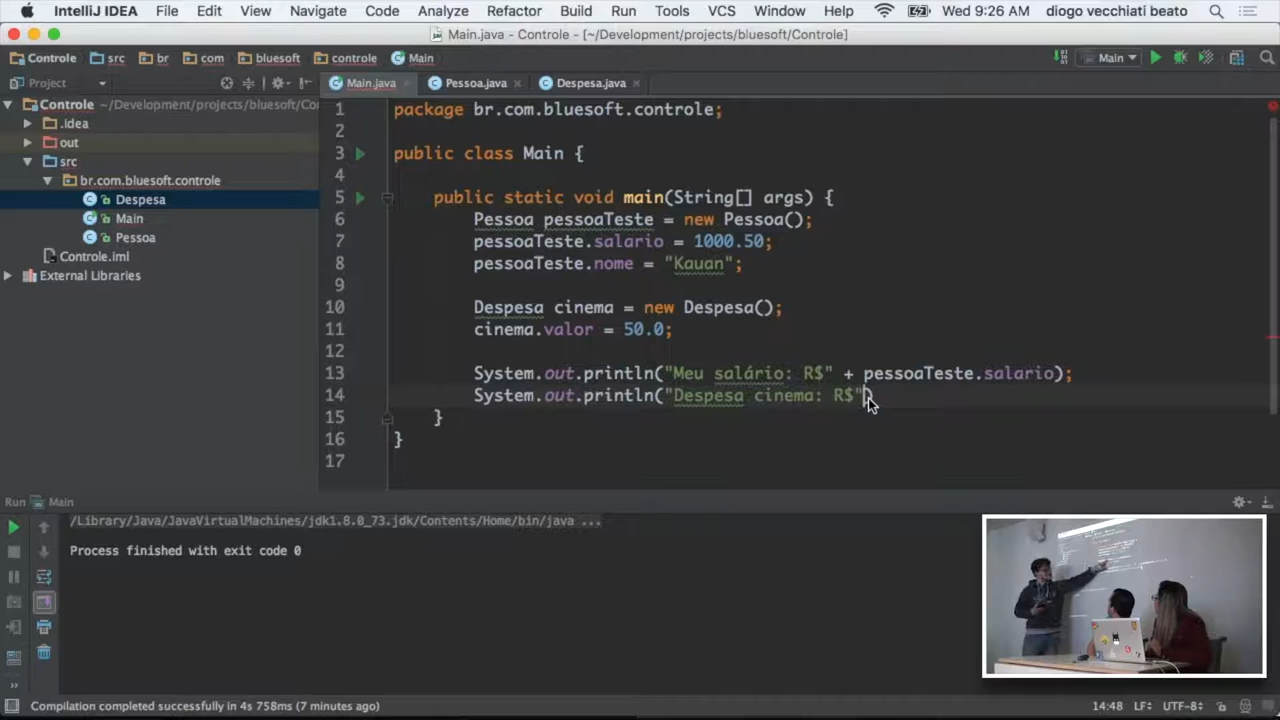 IntelliJ IDEA File Edit View Navigate Code Analyze Refactor Build Run Tools VCS Window Help Wed 9:26 AM diogo vecchiati beato
Main.java - Controle - [~/Development/projects/bluesoft/Controle]
Controle src br com bluesoft controle Main Main
Project Main.java Pessoa.java Despesa.java
Controle ~/Development/projects/bluesoft/Co
.idea
out
src
br.com.bluesoft.controle
Despesa
Main
Pessoa
Controle.iml
External Libraries
1 package br.com.bluesoft.controle;
2
3 public class Main {
4
5 public static void main(String[] args) {
6 Pessoa pessoaTeste = new Pessoa();
7 pessoaTeste.salario = 1000.50;
8 pessoaTeste.nome = "Kauan";
9
10 Despesa cinema = new Despesa();
11 cinema.valor = 50.0;
12
13 System.out.println("Meu salário: R$" + pessoaTeste.salario);
14 System.out.println("Despesa cinema: R$")
15 }
16 }
17
Run Main
/Library/Java/JavaVirtualMachines/jdk1.8.0_73.jdk/Contents/Home/bin/java ...
Process finished with exit code 0
Compilation completed successfully in 4s 758ms (7 minutes ago) 14:48 LF UTF-8